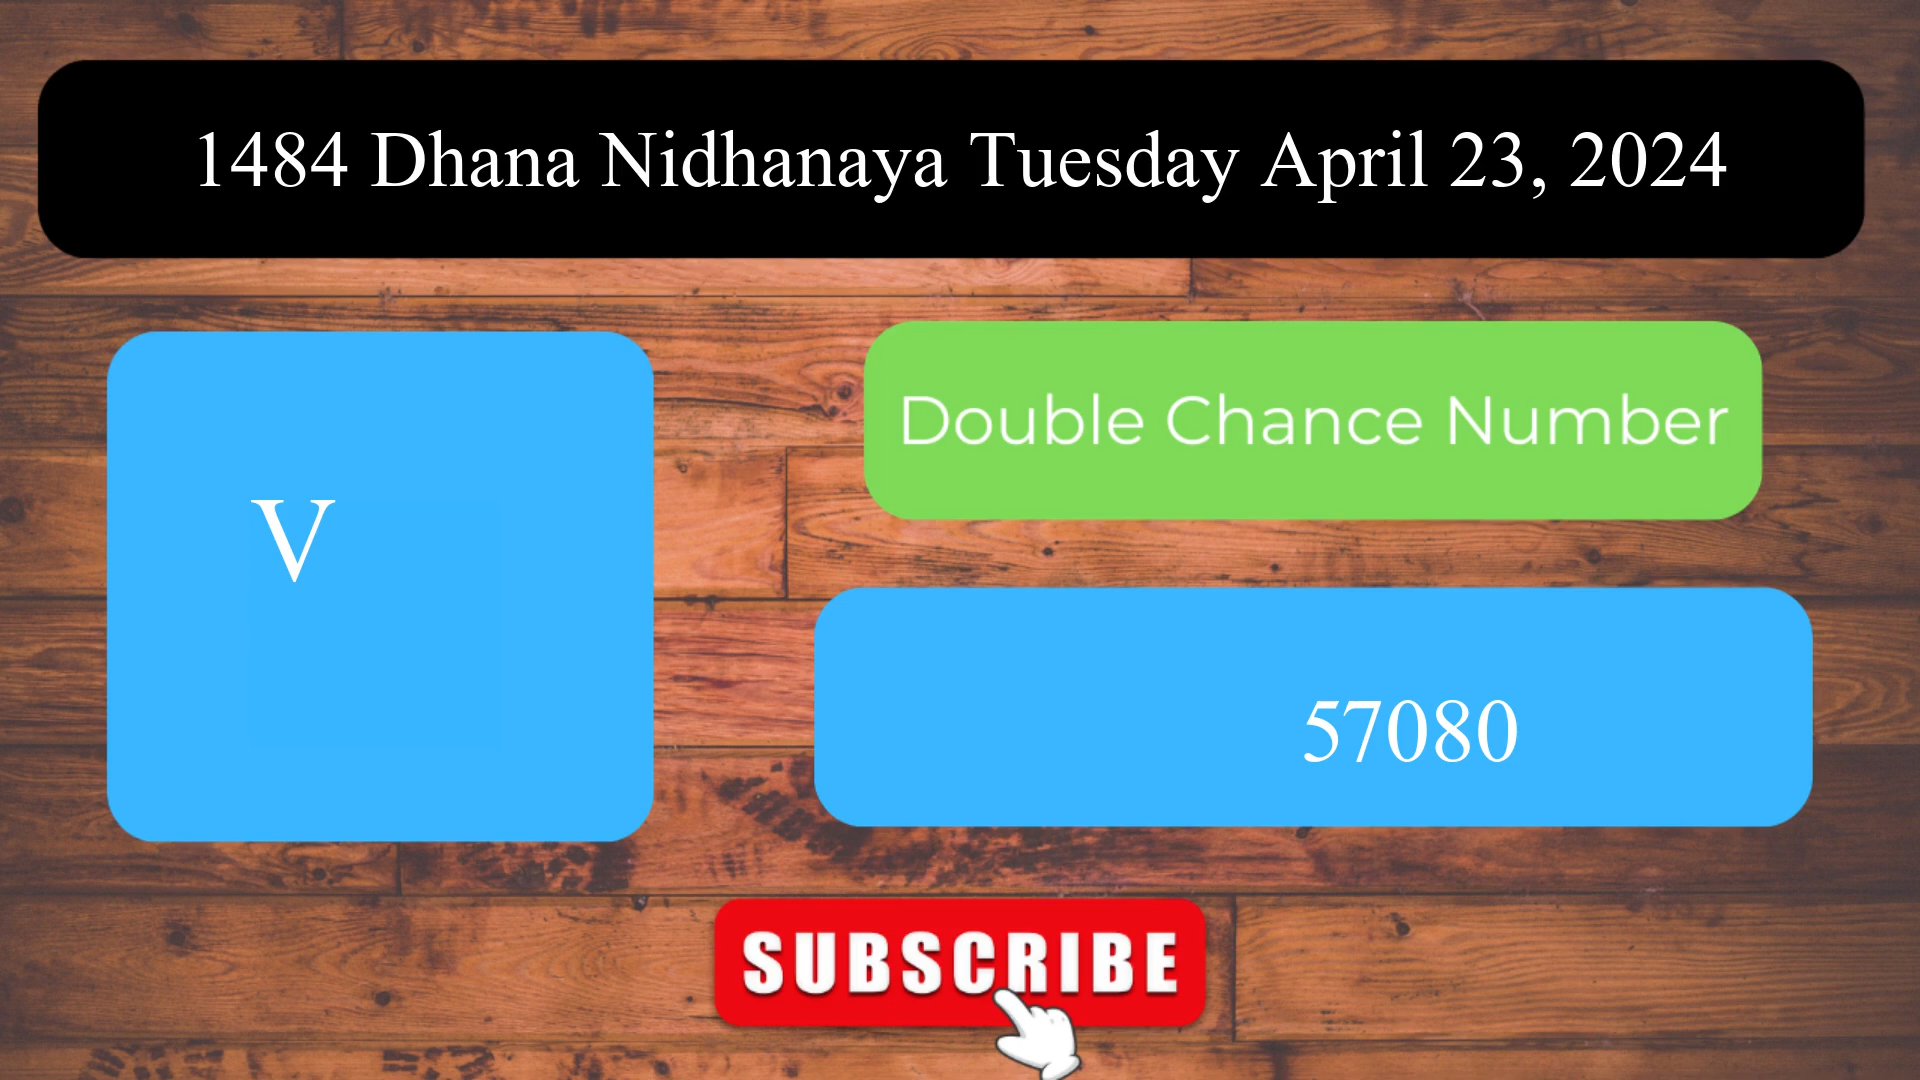 1484 Dhana Nidhanaya Tuesday April 23, 2024
V
Double Chance Number
57080
SUBSCRIBE